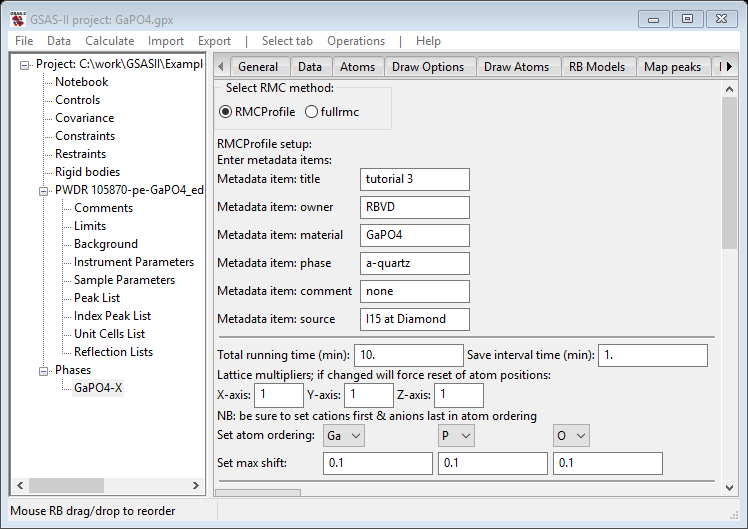 GSAS-II project: GaPO4.gpx
File Data Calculate Import Export | Select tab Operations | Help
Project: C:\work\GSASII\Exampl
Notebook
Controls
Covariance
Constraints
Restraints
Rigid bodies
PWDR 105870-pe-GaPO4_ed
Comments
Limits
Background
Instrument Parameters
Sample Parameters
Peak List
Index Peak List
Unit Cells List
Reflection Lists
Phases
GaPO4-X
General Data Atoms Draw Options Draw Atoms RB Models Map peaks
Select RMC method:
RMCProfile fullrmc
RMCProfile setup:
Enter metadata items:
Metadata item: title tutorial 3
Metadata item: owner RBVD
Metadata item: material GaPO4
Metadata item: phase a-quartz
Metadata item: comment none
Metadata item: source I15 at Diamond
Total running time (min): 10. Save interval time (min): 1.
Lattice multipliers; if changed will force reset of atom positions:
X-axis: 1 Y-axis: 1 Z-axis: 1
NB: be sure to set cations first & anions last in atom ordering
Set atom ordering: Ga P O
Set max shift: 0.1 0.1 0.1
Mouse RB drag/drop to reorder